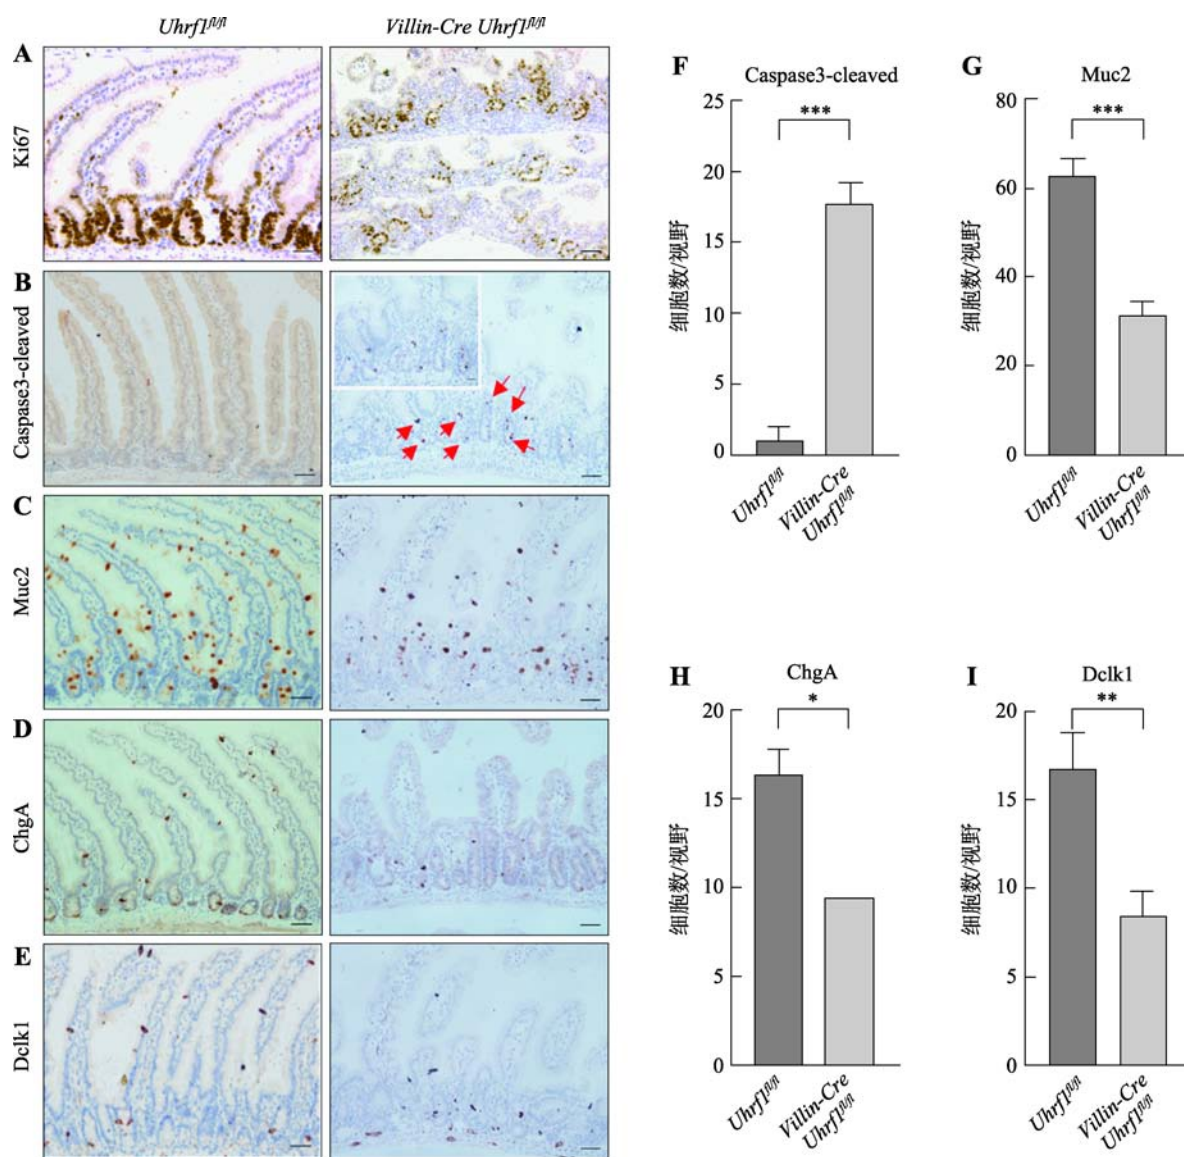 Uhrf1fl/fl
Villin-Cre Uhrf1fl/fl
A
Ki67
B
Caspase3-cleaved
C
Muc2
D
ChgA
E
Dclk1
F
Caspase3-cleaved
***
细胞数/视野
25
20
15
10
5
0
Uhrf1fl/fl
Villin-Cre
Uhrf1fl/fl
G
Muc2
***
细胞数/视野
80
60
40
20
0
Uhrf1fl/fl
Villin-Cre
Uhrf1fl/fl
H
ChgA
*
细胞数/视野
20
15
10
5
0
Uhrf1fl/fl
Villin-Cre
Uhrf1fl/fl
I
Dclk1
**
细胞数/视野
20
15
10
5
0
Uhrf1fl/fl
Villin-Cre
Uhrf1fl/fl